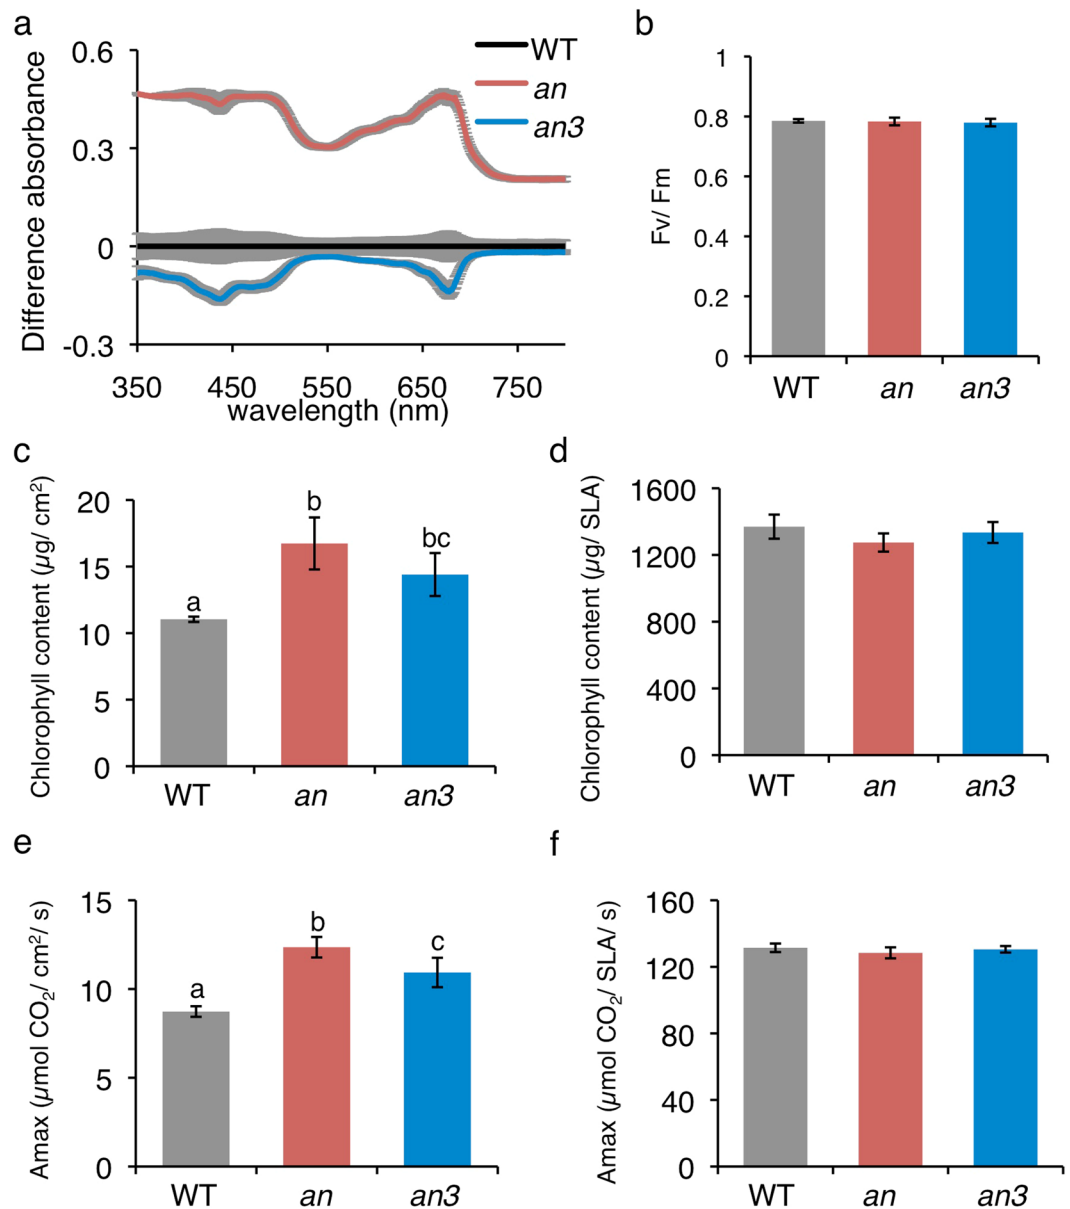 a
Difference absorbance
0.6
0.3
0
-0.3
350 450 550 650 750
wavelength (nm)
WT
an
an3
b
Fv/ Fm
1
0.8
0.6
0.4
0.2
0
WT an an3
c
Chlorophyll content (µg/ cm²)
20
15
10
5
0
a
b
bc
WT an an3
d
Chlorophyll content (µg/ SLA)
1600
1200
800
400
0
WT an an3
e
Amax (µmol CO₂/ cm²/ s)
15
10
5
0
a
b
c
WT an an3
f
Amax (µmol CO₂/ SLA/ s)
160
120
80
40
0
WT an an3